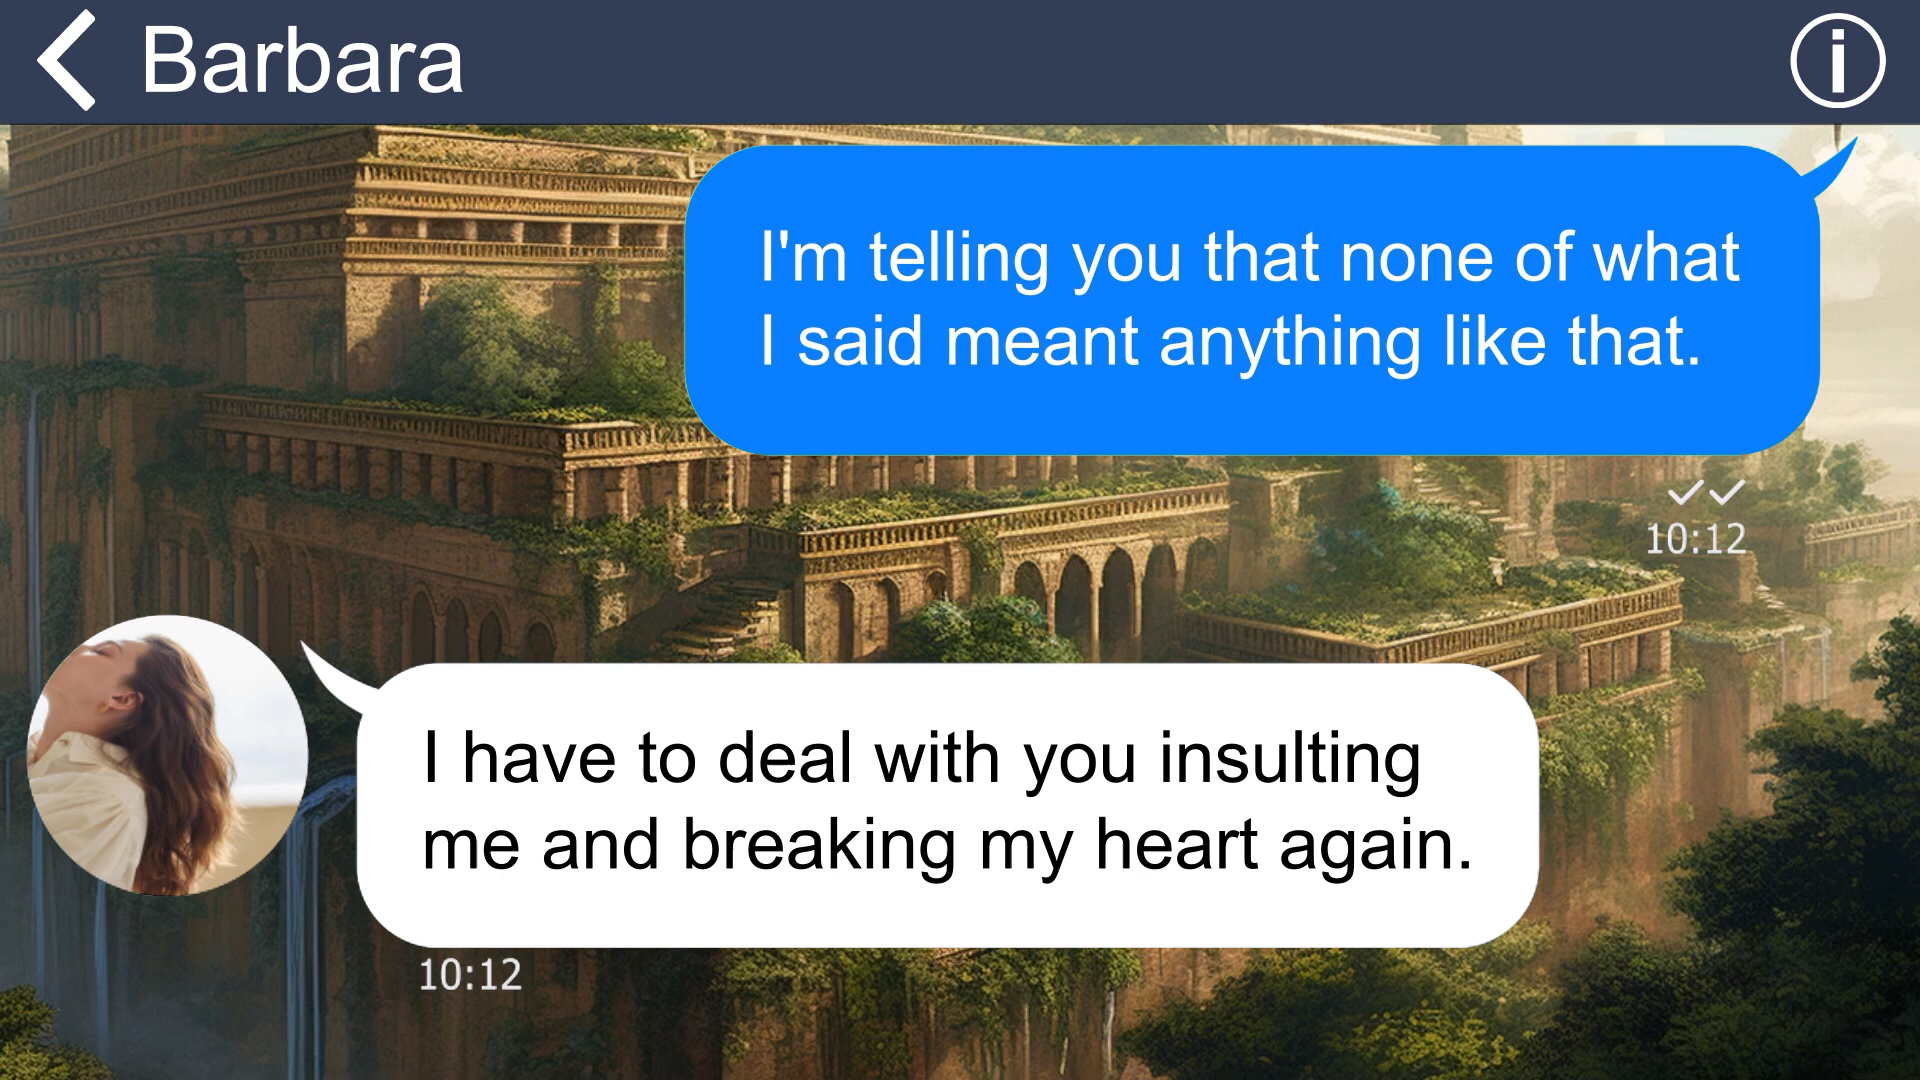 Barbara
I'm telling you that none of what
I said meant anything like that.
10:12
I have to deal with you insulting
me and breaking my heart again.
10:12